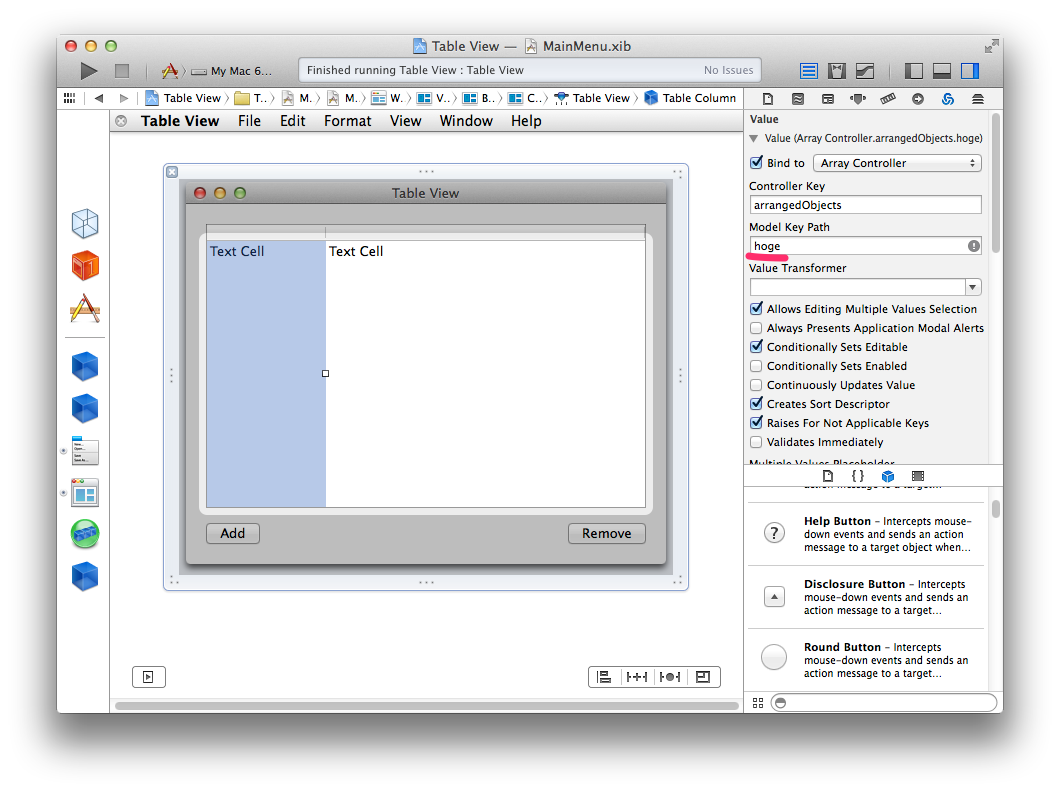 Table View — MainMenu.xib
My Mac 6...
Finished running Table View : Table View
No Issues
Table View
T...
M.
M.
W.
V..
B..
C..
Table View
Table Column
Table View File Edit Format View Window Help
Table View
Text Cell
Text Cell
Add
Remove
Value
Value (Array Controller.arrangedObjects.hoge)
Bind to
Array Controller
Controller Key
arrangedObjects
Model Key Path
hoge
Value Transformer
Allows Editing Multiple Values Selection
Always Presents Application Modal Alerts
Conditionally Sets Editable
Conditionally Sets Enabled
Continuously Updates Value
Creates Sort Descriptor
Raises For Not Applicable Keys
Validates Immediately
Multiple Values Placeholder
action message to a targ...
Help Button - Intercepts mouse-
down events and sends an action
message to a target object when...
Disclosure Button - Intercepts
mouse-down events and sends an
action message to a target...
Round Button - Intercepts
mouse-down events and sends an
action message to a target...